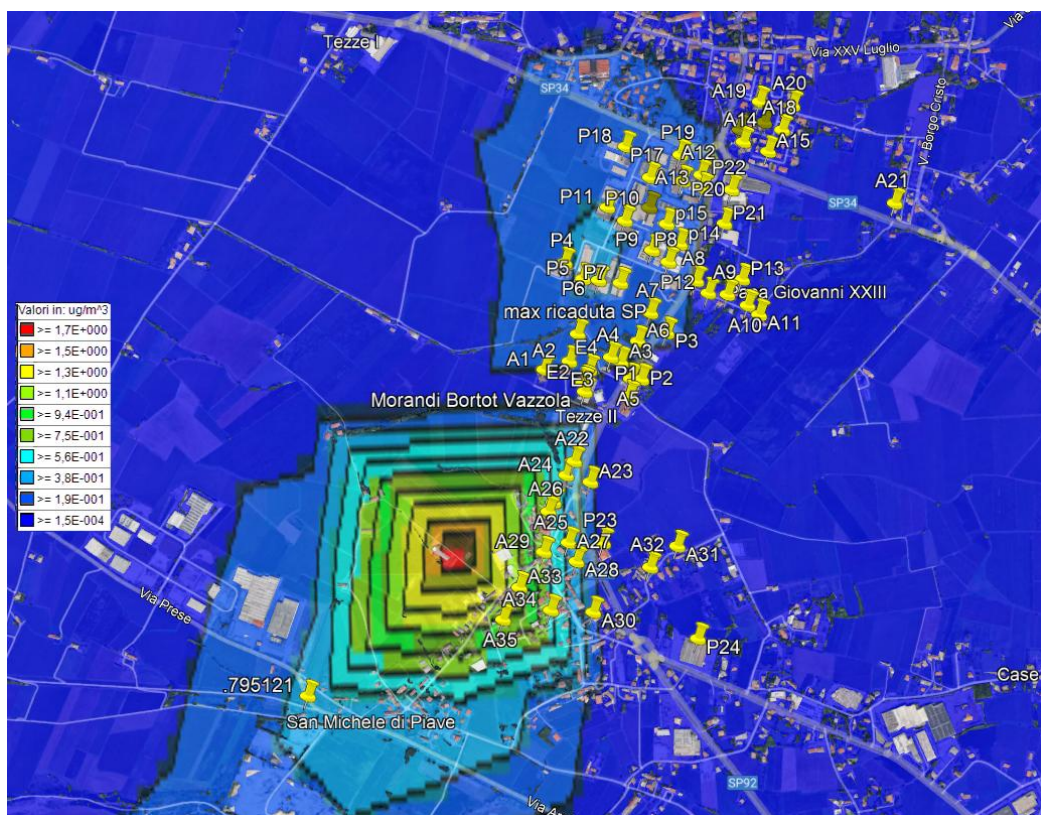 Tezze I
Via XXV Luglio
SP34
A19
A20
A18
A14
A15
V. Borgo Cristo
P18
P19
P17
A12
P22
A13
P20
A21
SP34
P11
P10
p15
P21
P9
P8
p14
P4
A8
P5
P7
P6
P12
A9
P13
Papa Giovanni XXIII
A7
max ricaduta SP
A10
A11
A6
P3
A4
E4
A3
A2
A1
E2
E3
P1
P2
A5
Morandi Bortot Vazzola
Tezze II
Valori in: ug/m^3
>= 1,7E+000
>= 1,5E+000
>= 1,3E+000
>= 1,1E+000
>= 9,4E-001
>= 7,5E-001
>= 5,6E-001
>= 3,8E-001
>= 1,9E-001
>= 1,5E-004
A22
A24
A23
A26
A25
P23
A29
A27
A32
A31
A28
A33
A34
A30
A35
P24
Via Prese
.795121
San Michele di Piave
Case
SP92